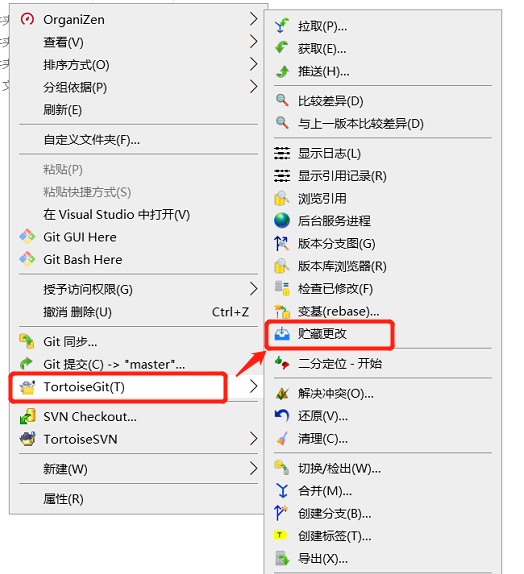 OrganiZen
查看(V)
排序方式(O)
分组依据(P)
刷新(E)
自定义文件夹(F)...
粘贴(P)
粘贴快捷方式(S)
在 Visual Studio 中打开(V)
Git GUI Here
Git Bash Here
授予访问权限(G)
撤消 删除(U) Ctrl+Z
Git 同步...
Git 提交(C) -> "master"...
TortoiseGit(T)
SVN Checkout...
TortoiseSVN
新建(W)
属性(R)
拉取(P)...
获取(E)...
推送(H)...
比较差异(D)
与上一版本比较差异(D)
显示日志(L)
显示引用记录(R)
浏览引用
后台服务进程
版本分支图(G)
版本库浏览器(R)
检查已修改(F)
变基(rebase)...
贮藏更改
二分定位 - 开始
解决冲突(O)...
还原(V)...
清理(C)...
切换/检出(W)...
合并(M)...
创建分支(B)...
创建标签(T)...
导出(X)...